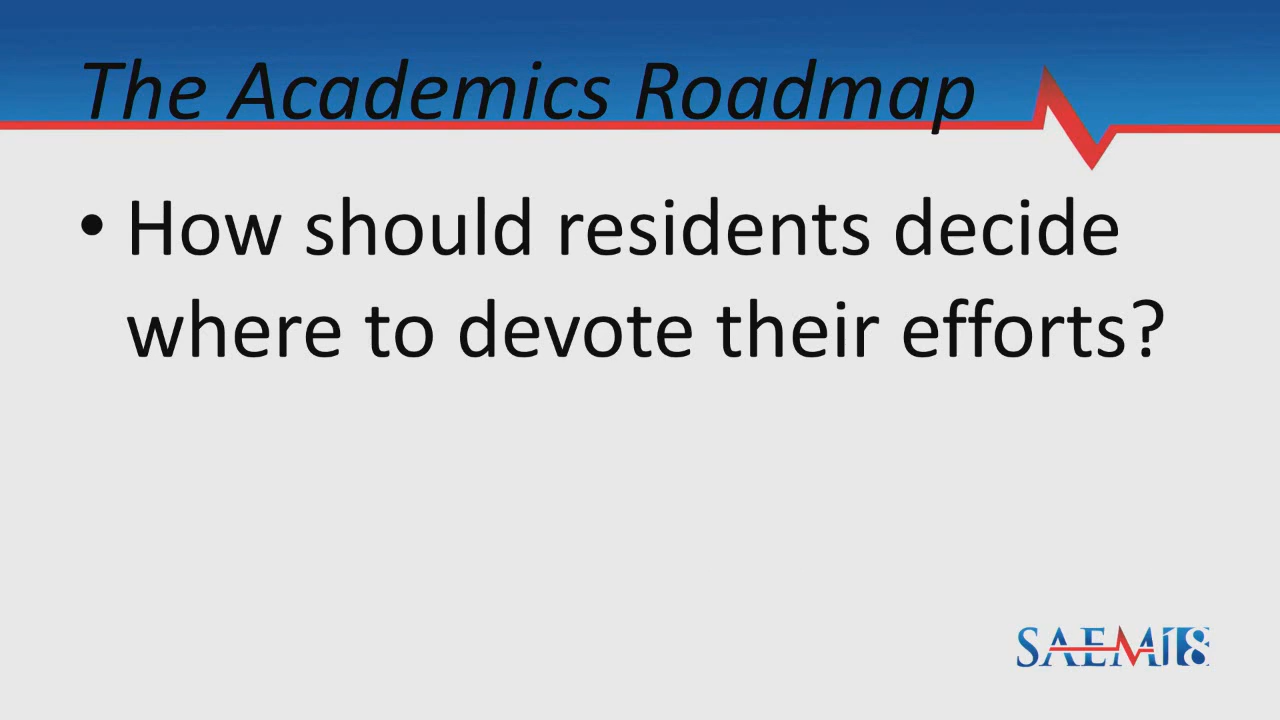 The Academics Roadmap
• How should residents decide
where to devote their efforts?
SAEM18